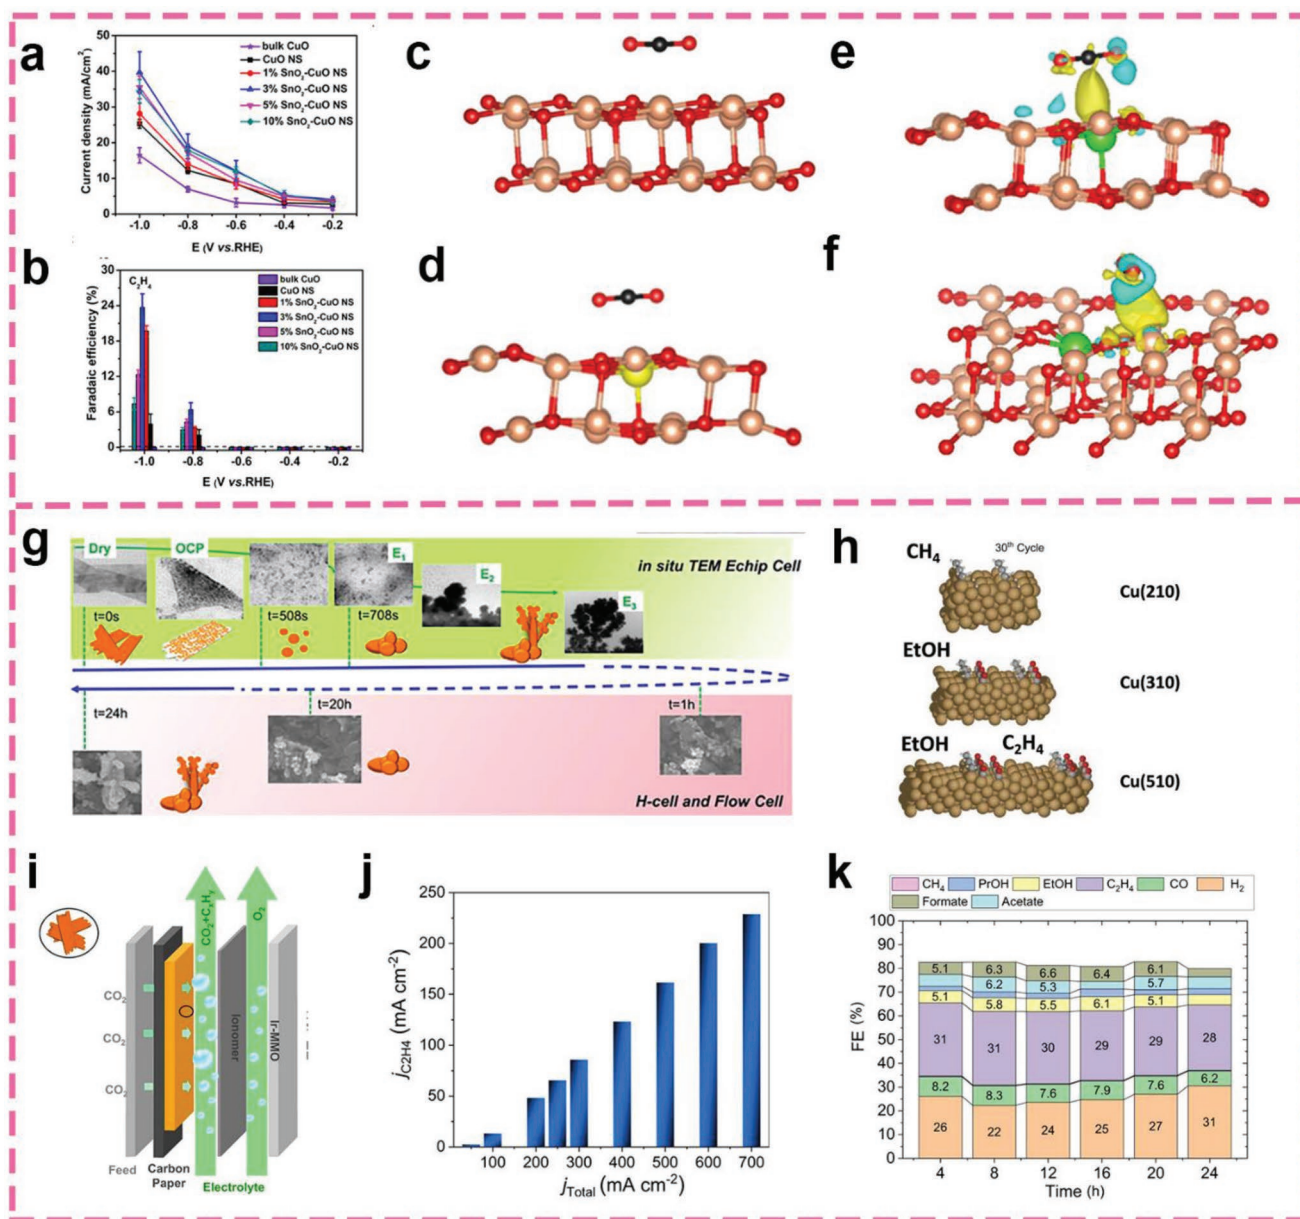 a
50
40
30
20
10
0
Current density (mA/cm²)
-1.0 -0.8 -0.6 -0.4 -0.2
E (V vs.RHE)
bulk CuO
CuO NS
1% SnO₂-CuO NS
3% SnO₂-CuO NS
5% SnO₂-CuO NS
10% SnO₂-CuO NS
b
30
24
18
12
6
0
Faradaic efficiency (%)
C₂H₄
bulk CuO
CuO NS
1% SnO₂-CuO NS
3% SnO₂-CuO NS
5% SnO₂-CuO NS
10% SnO₂-CuO NS
-1.0 -0.8 -0.6 -0.4 -0.2
E (V vs.RHE)
c
d
e
f
g
Dry
OCP
E₁
E₂
E₃
in situ TEM Echip Cell
t=0s
t=508s
t=708s
t=24h
t=20h
t=1h
H-cell and Flow Cell
h
CH₄
30th Cycle
Cu(210)
EtOH
Cu(310)
EtOH C₂H₄
Cu(510)
i
CO₂
CO₂
CO₂
CO₂+CₓHᵧ
O₂
Ionomer
Ir-MMO
Feed
Carbon
Paper
Electrolyte
j
250
200
150
100
50
0
jC2H4 (mA cm⁻²)
100 200 300 400 500 600 700
jTotal (mA cm⁻²)
k
CH₄ PrOH EtOH C₂H₄ CO H₂
Formate Acetate
100
90
80
70
60
50
40
30
20
10
0
FE (%)
5.1 6.3 6.6 6.4 6.1
6.2 5.3 5.7
5.1 5.8 5.5 6.1 5.1
31 31 30 29 29 28
8.2 8.3 7.6 7.9 7.6 6.2
26 22 24 25 27 31
4 8 12 16 20 24
Time (h)